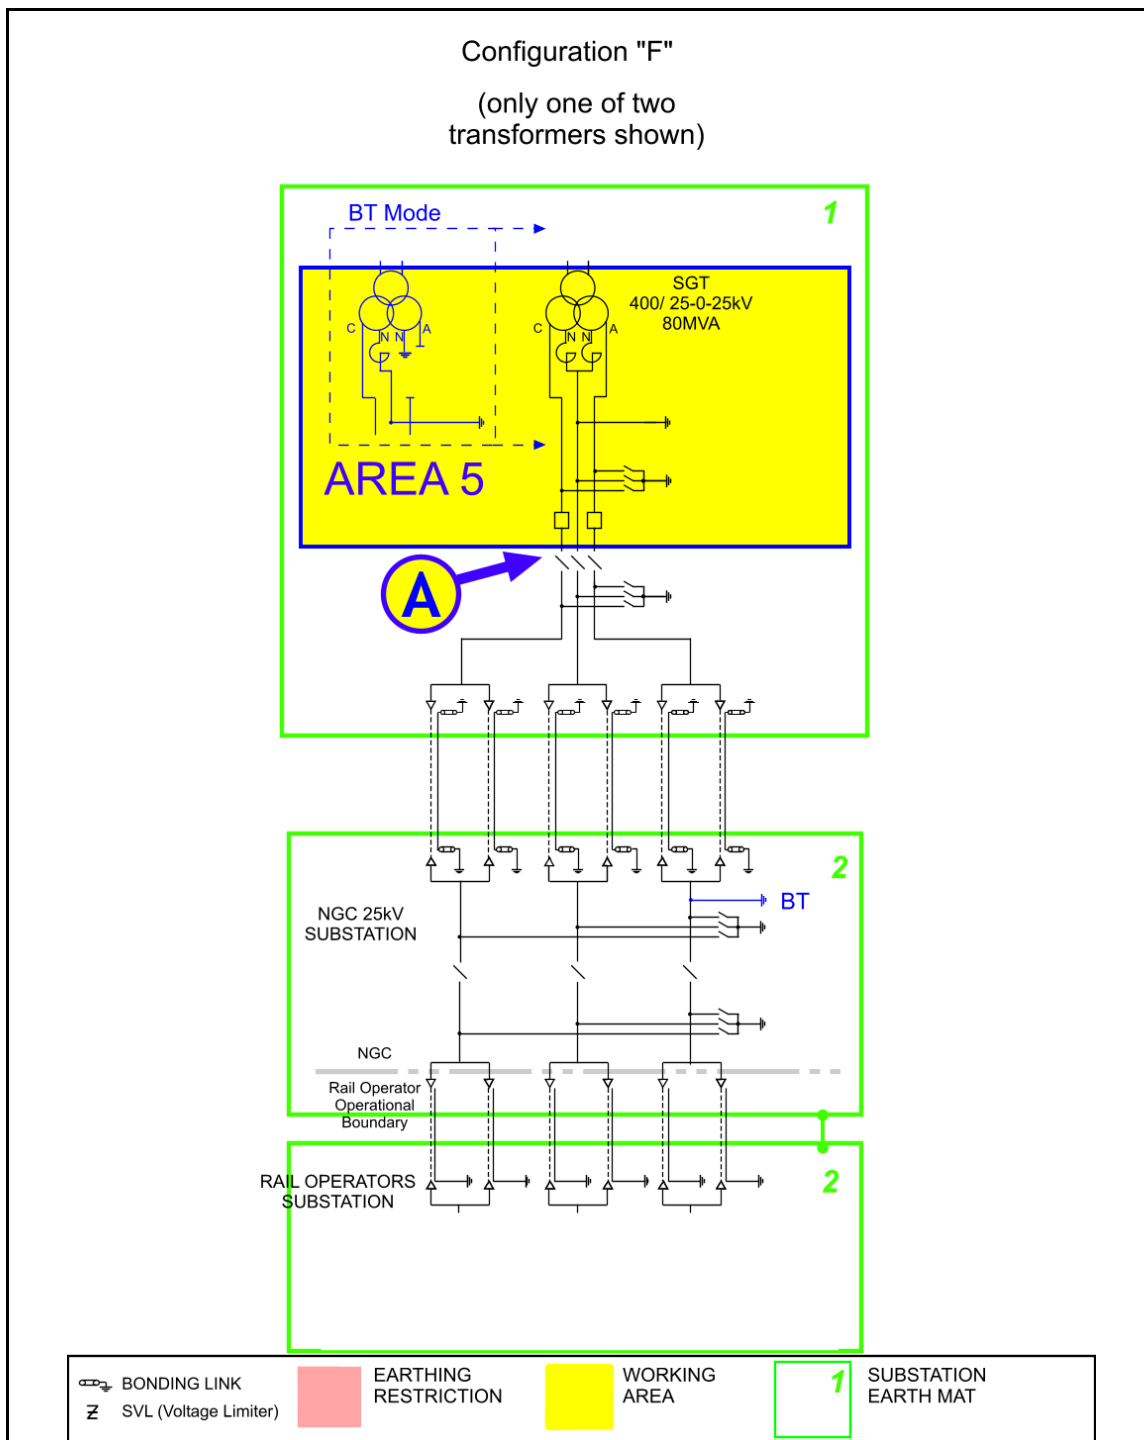 Configuration "F"
(only one of two
transformers shown)
1
BT Mode
SGT
400/ 25-0-25kV
80MVA
C
N
N
A
C
N
N
A
AREA 5
A
2
BT
NGC 25kV
SUBSTATION
NGC
Rail Operator
Operational
Boundary
RAIL OPERATORS
SUBSTATION
2
BONDING LINK
SVL (Voltage Limiter)
EARTHING
RESTRICTION
WORKING
AREA
1
SUBSTATION
EARTH MAT